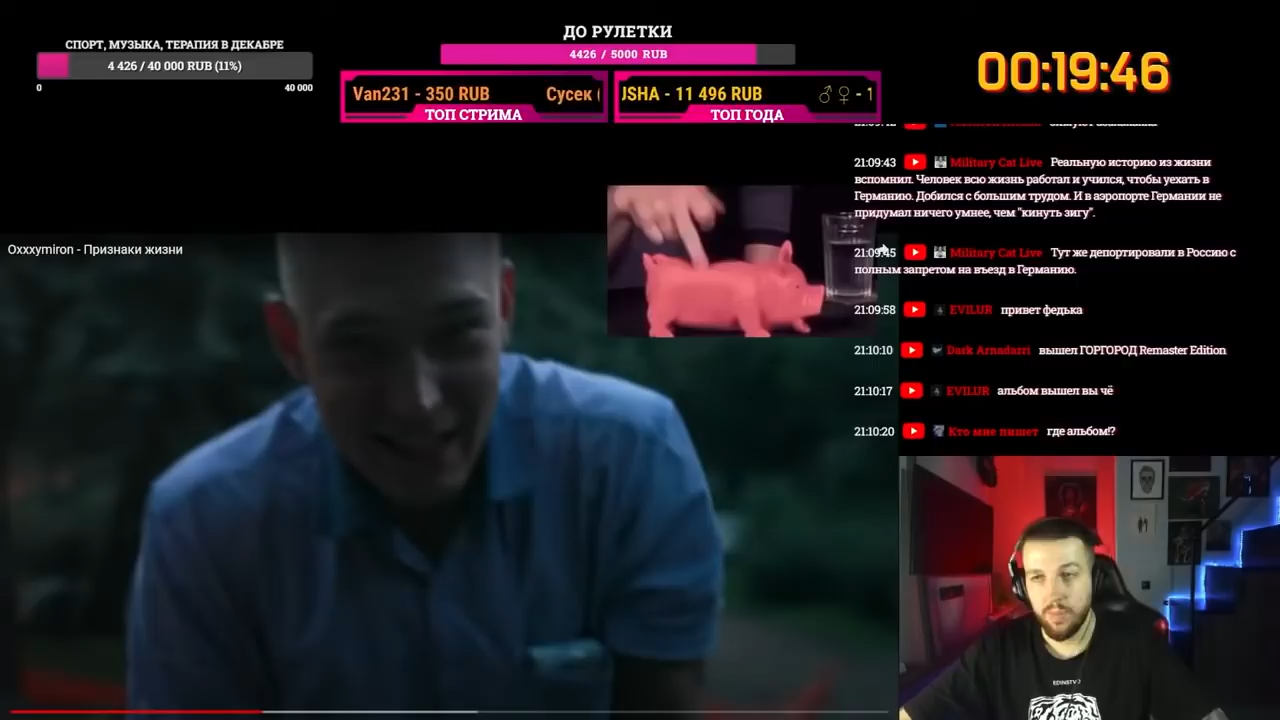 СПОРТ, МУЗЫКА, ТЕРАПИЯ В ДЕКАБРЕ
4 426 / 40 000 RUB (11%)
0
40 000
ДО РУЛЕТКИ
4426 / 5000 RUB
Van231 - 350 RUB
Сусек (
ТОП СТРИМА
JSHA - 11 496 RUB
♂♀ - 1
ТОП ГОДА
00:19:46
21:09:43 Military Cat Live Реальную историю из жизни
вспомнил. Человек всю жизнь работал и учился, чтобы уехать в
Германию. Добился с большим трудом. И в аэропорте Германии не
придумал ничего умнее, чем "кинуть зигу".
21:09:45 Military Cat Live Тут же депортировали в Россию с
полным запретом на въезд в Германию.
21:09:58 EVILUR привет федька
21:10:10 Dark Arnadarri вышел ГОРГОРОД Remaster Edition
21:10:17 EVILUR альбом вышел вы чё
21:10:20 Кто мне пишет где альбом!?
Oxxxymiron - Признаки жизни
EDINSTV